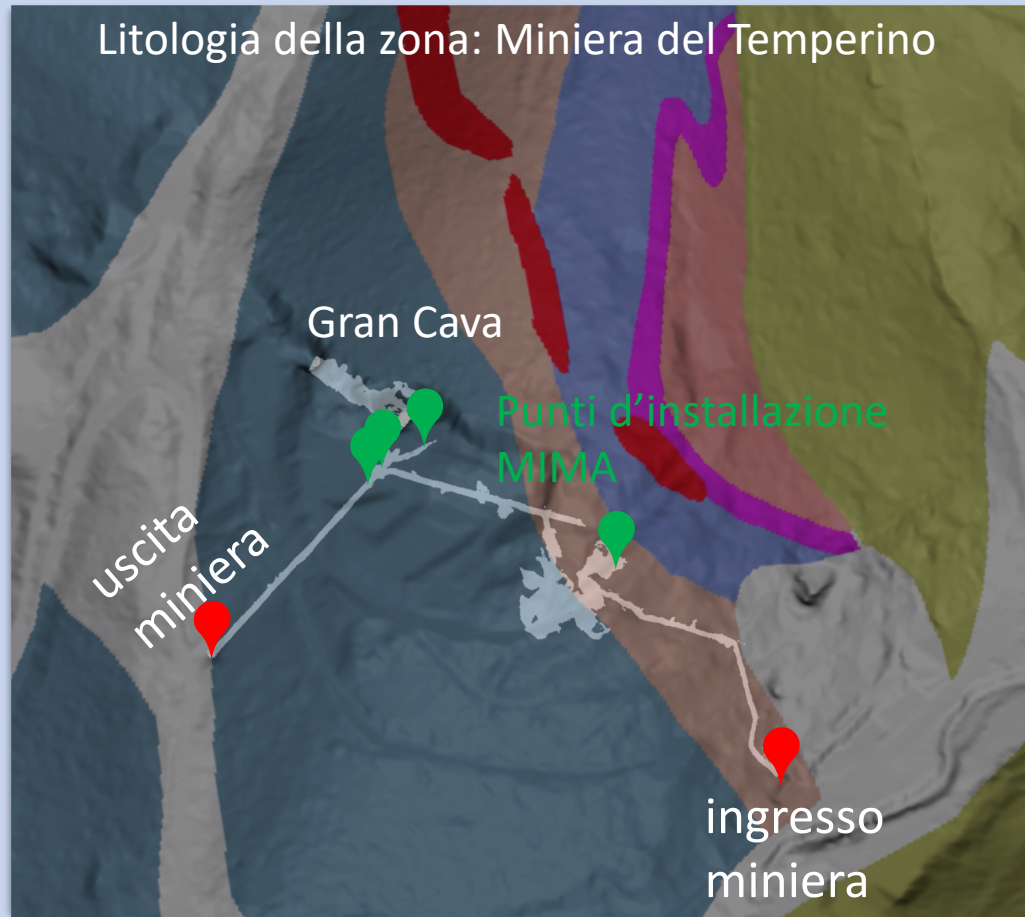 Litologia della zona: Miniera del Temperino
Gran Cava
Punti d'installazione
MIMA
uscita
miniera
ingresso
miniera